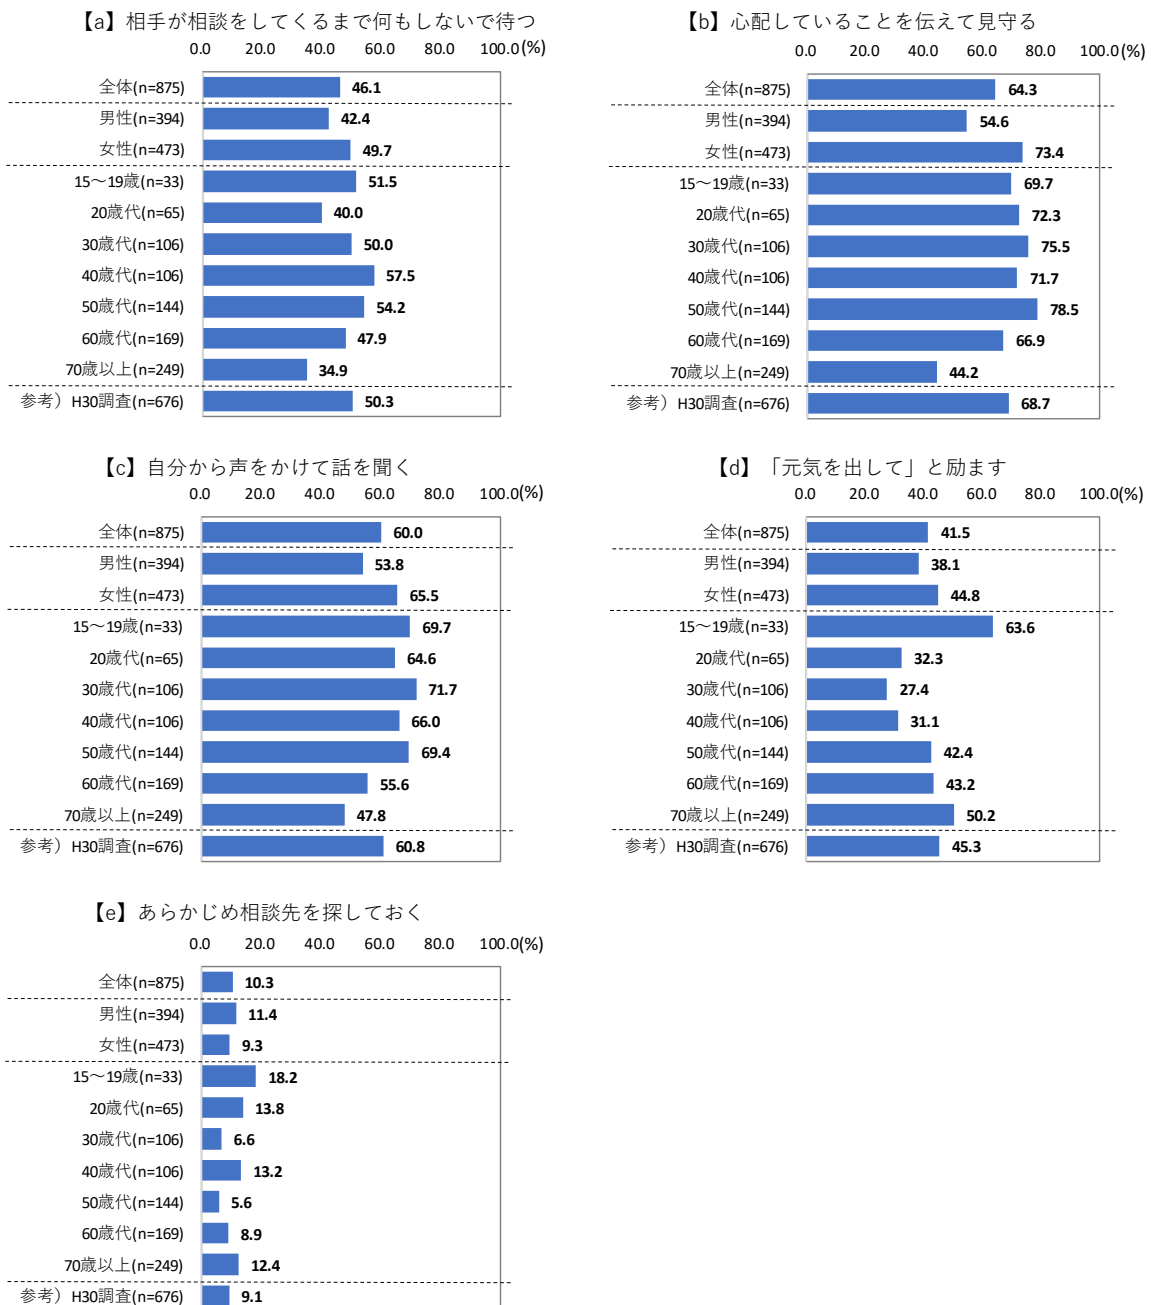 【a】相手が相談をしてくるまで何もしないで待つ
0.0 20.0 40.0 60.0 80.0 100.0(%)
全体(n=875) 46.1
男性(n=394) 42.4
女性(n=473) 49.7
15～19歳(n=33) 51.5
20歳代(n=65) 40.0
30歳代(n=106) 50.0
40歳代(n=106) 57.5
50歳代(n=144) 54.2
60歳代(n=169) 47.9
70歳以上(n=249) 34.9
参考）H30調査(n=676) 50.3
【b】心配していることを伝えて見守る
0.0 20.0 40.0 60.0 80.0 100.0(%)
全体(n=875) 64.3
男性(n=394) 54.6
女性(n=473) 73.4
15～19歳(n=33) 69.7
20歳代(n=65) 72.3
30歳代(n=106) 75.5
40歳代(n=106) 71.7
50歳代(n=144) 78.5
60歳代(n=169) 66.9
70歳以上(n=249) 44.2
参考）H30調査(n=676) 68.7
【c】自分から声をかけて話を聞く
0.0 20.0 40.0 60.0 80.0 100.0(%)
全体(n=875) 60.0
男性(n=394) 53.8
女性(n=473) 65.5
15～19歳(n=33) 69.7
20歳代(n=65) 64.6
30歳代(n=106) 71.7
40歳代(n=106) 66.0
50歳代(n=144) 69.4
60歳代(n=169) 55.6
70歳以上(n=249) 47.8
参考）H30調査(n=676) 60.8
【d】「元気を出して」と励ます
0.0 20.0 40.0 60.0 80.0 100.0(%)
全体(n=875) 41.5
男性(n=394) 38.1
女性(n=473) 44.8
15～19歳(n=33) 63.6
20歳代(n=65) 32.3
30歳代(n=106) 27.4
40歳代(n=106) 31.1
50歳代(n=144) 42.4
60歳代(n=169) 43.2
70歳以上(n=249) 50.2
参考）H30調査(n=676) 45.3
【e】あらかじめ相談先を探しておく
0.0 20.0 40.0 60.0 80.0 100.0(%)
全体(n=875) 10.3
男性(n=394) 11.4
女性(n=473) 9.3
15～19歳(n=33) 18.2
20歳代(n=65) 13.8
30歳代(n=106) 6.6
40歳代(n=106) 13.2
50歳代(n=144) 5.6
60歳代(n=169) 8.9
70歳以上(n=249) 12.4
参考）H30調査(n=676) 9.1